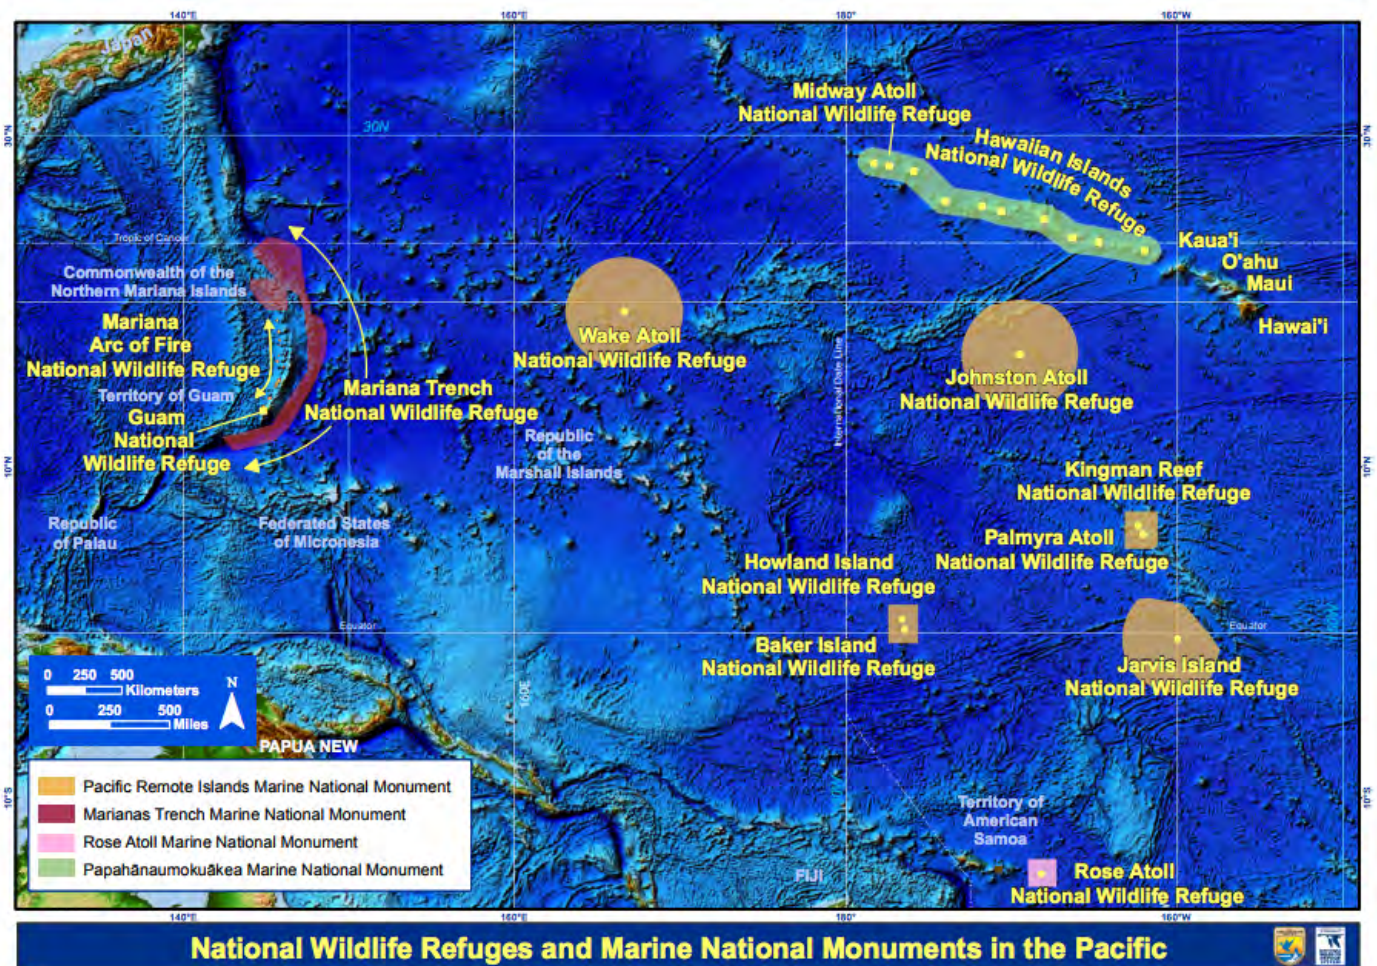 140°E
160°E
180°
160°W
Japan
30°N
30N
30°N
Midway Atoll
National Wildlife Refuge
Hawaiian Islands
National Wildlife Refuge
Tropic of Cancer
Kaua'i
O'ahu
Maui
Hawai'i
Commonwealth of the
Northern Mariana Islands
Mariana
Arc of Fire
National Wildlife Refuge
Territory of Guam
Guam
National
Wildlife Refuge
Mariana Trench
National Wildlife Refuge
Wake Atoll
National Wildlife Refuge
International Date Line
Johnston Atoll
National Wildlife Refuge
Republic
of the
Marshall Islands
10°N
10°N
Kingman Reef
National Wildlife Refuge
Republic
of Palau
Federated States
of Micronesia
Palmyra Atoll
National Wildlife Refuge
Howland Island
National Wildlife Refuge
Equator
Equator
Baker Island
National Wildlife Refuge
Jarvis Island
National Wildlife Refuge
160E
0 250 500
Kilometers
0 250 500
Miles
N
PAPUA NEW
Pacific Remote Islands Marine National Monument
Marianas Trench Marine National Monument
Rose Atoll Marine National Monument
Papahānaumokuākea Marine National Monument
10°S
10°S
Territory of
American
Samoa
FIJI
Rose Atoll
National Wildlife Refuge
140°E
160°E
180°
160°W
National Wildlife Refuges and Marine National Monuments in the Pacific